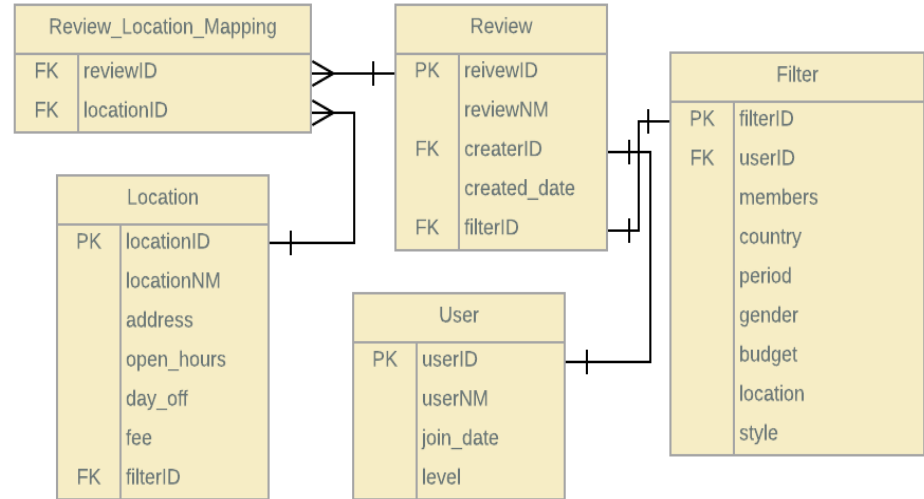 Review_Location_Mapping
FK reviewID
FK locationID
Review
PK reivewID
reviewNM
FK createrID
created_date
FK filterID
Filter
PK filterID
FK userID
members
country
period
gender
budget
location
style
Location
PK locationID
locationNM
address
open_hours
day_off
fee
FK filterID
User
PK userID
userNM
join_date
level